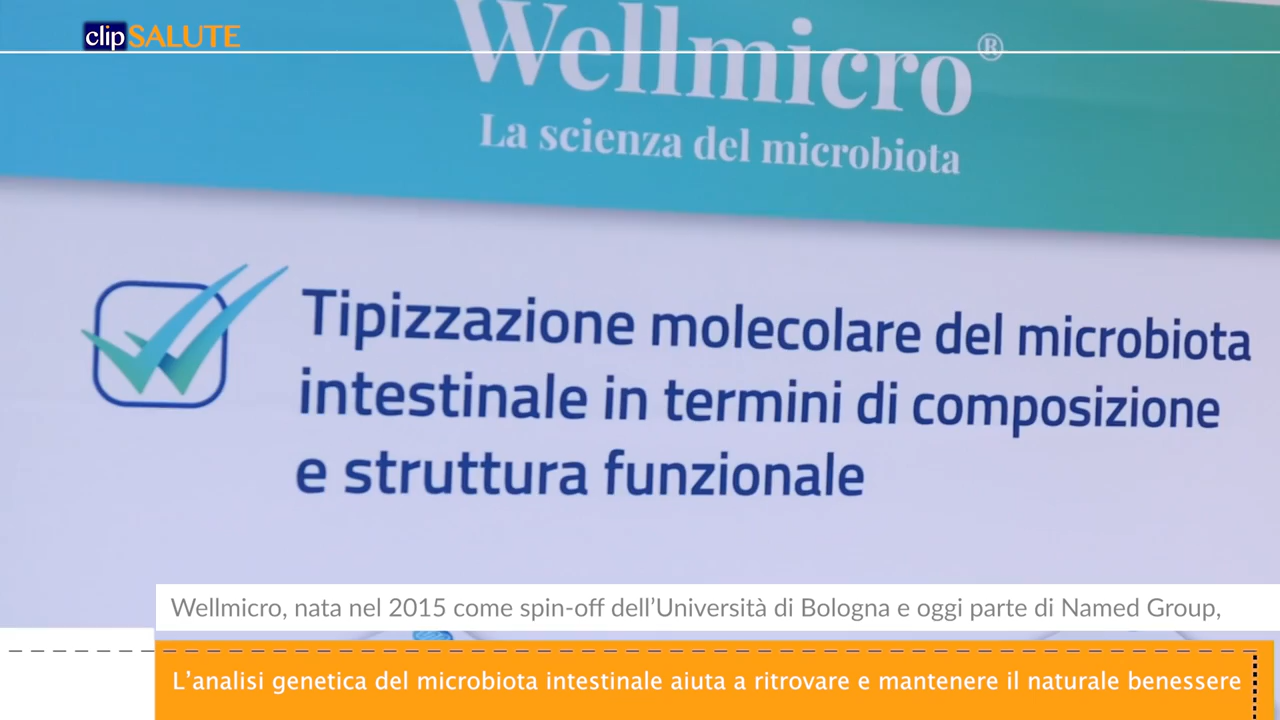 clipSALUTE
Wellmicro®
La scienza del microbiota
Tipizzazione molecolare del microbiota
intestinale in termini di composizione
e struttura funzionale
Wellmicro, nata nel 2015 come spin-off dell’Università di Bologna e oggi parte di Named Group,
L’analisi genetica del microbiota intestinale aiuta a ritrovare e mantenere il naturale benessere